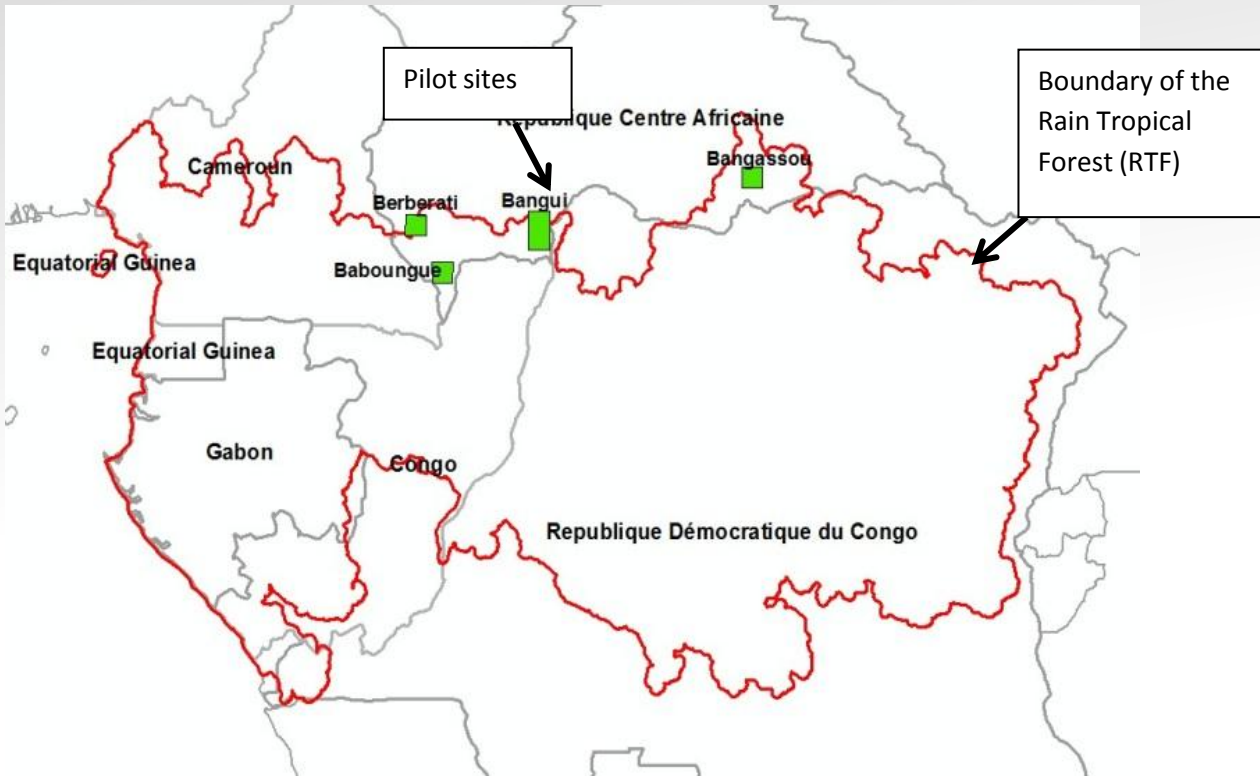 Pilot sites
Boundary of the
Rain Tropical
Forest (RTF)
République Centre Africaine
Cameroun
Bangassou
Berberati
Bangui
Equatorial Guinea
Baboungue
Equatorial Guinea
Gabon
Congo
Republique Démocratique du Congo